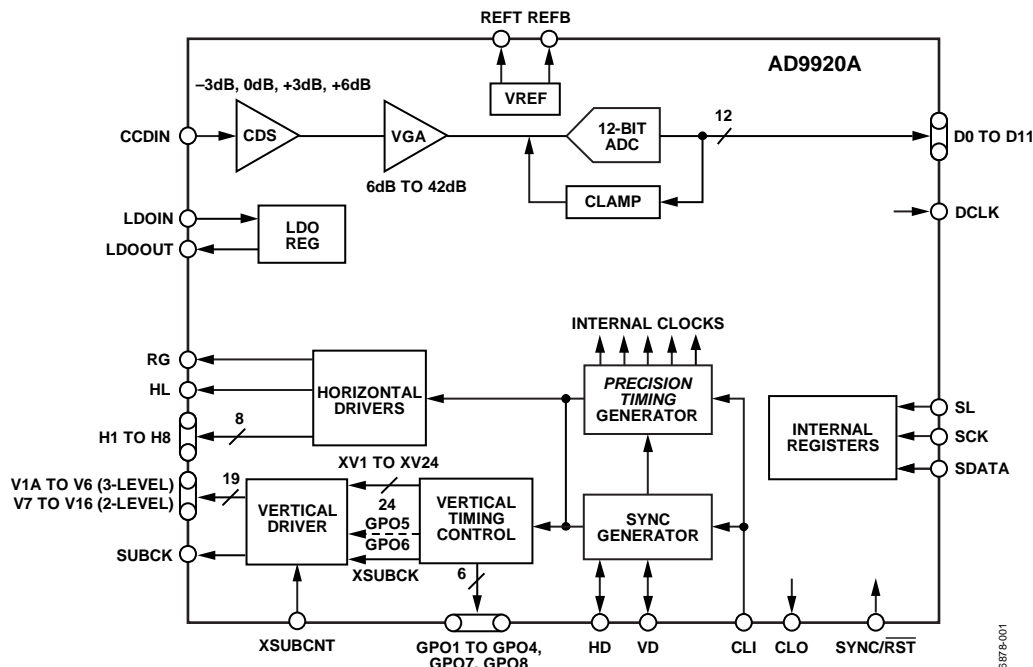 REFT REFB
AD9920A
–3dB, 0dB, +3dB, +6dB
VREF
CCDIN
CDS
VGA
12-BIT
ADC
12
D0 TO D11
6dB TO 42dB
CLAMP
LDOIN
LDOOUT
LDO
REG
DCLK
INTERNAL CLOCKS
RG
HL
H1 TO H8
8
HORIZONTAL
DRIVERS
PRECISION
TIMING
GENERATOR
INTERNAL
REGISTERS
SL
SCK
SDATA
V1A TO V6 (3-LEVEL)
V7 TO V16 (2-LEVEL)
19
SUBCK
VERTICAL
DRIVER
XV1 TO XV24
24
GPO5
GPO6
XSUBCK
VERTICAL
TIMING
CONTROL
6
SYNC
GENERATOR
XSUBCNT
GPO1 TO GPO4,
GPO7, GPO8
HD
VD
CLI
CLO
SYNC/RST